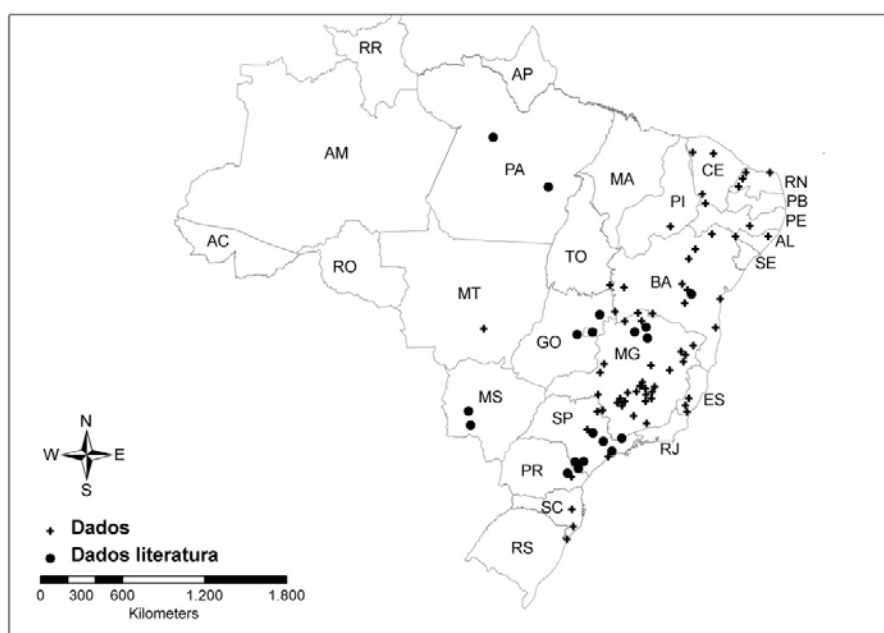 RR
AP
AM
PA
MA
CE
RN
PB
PE
AL
SE
PI
AC
RO
TO
BA
MT
GO
MG
MS
ES
SP
RJ
PR
SC
RS
N
W
E
S
Dados
Dados literatura
0 300 600 1.200 1.800
Kilometers